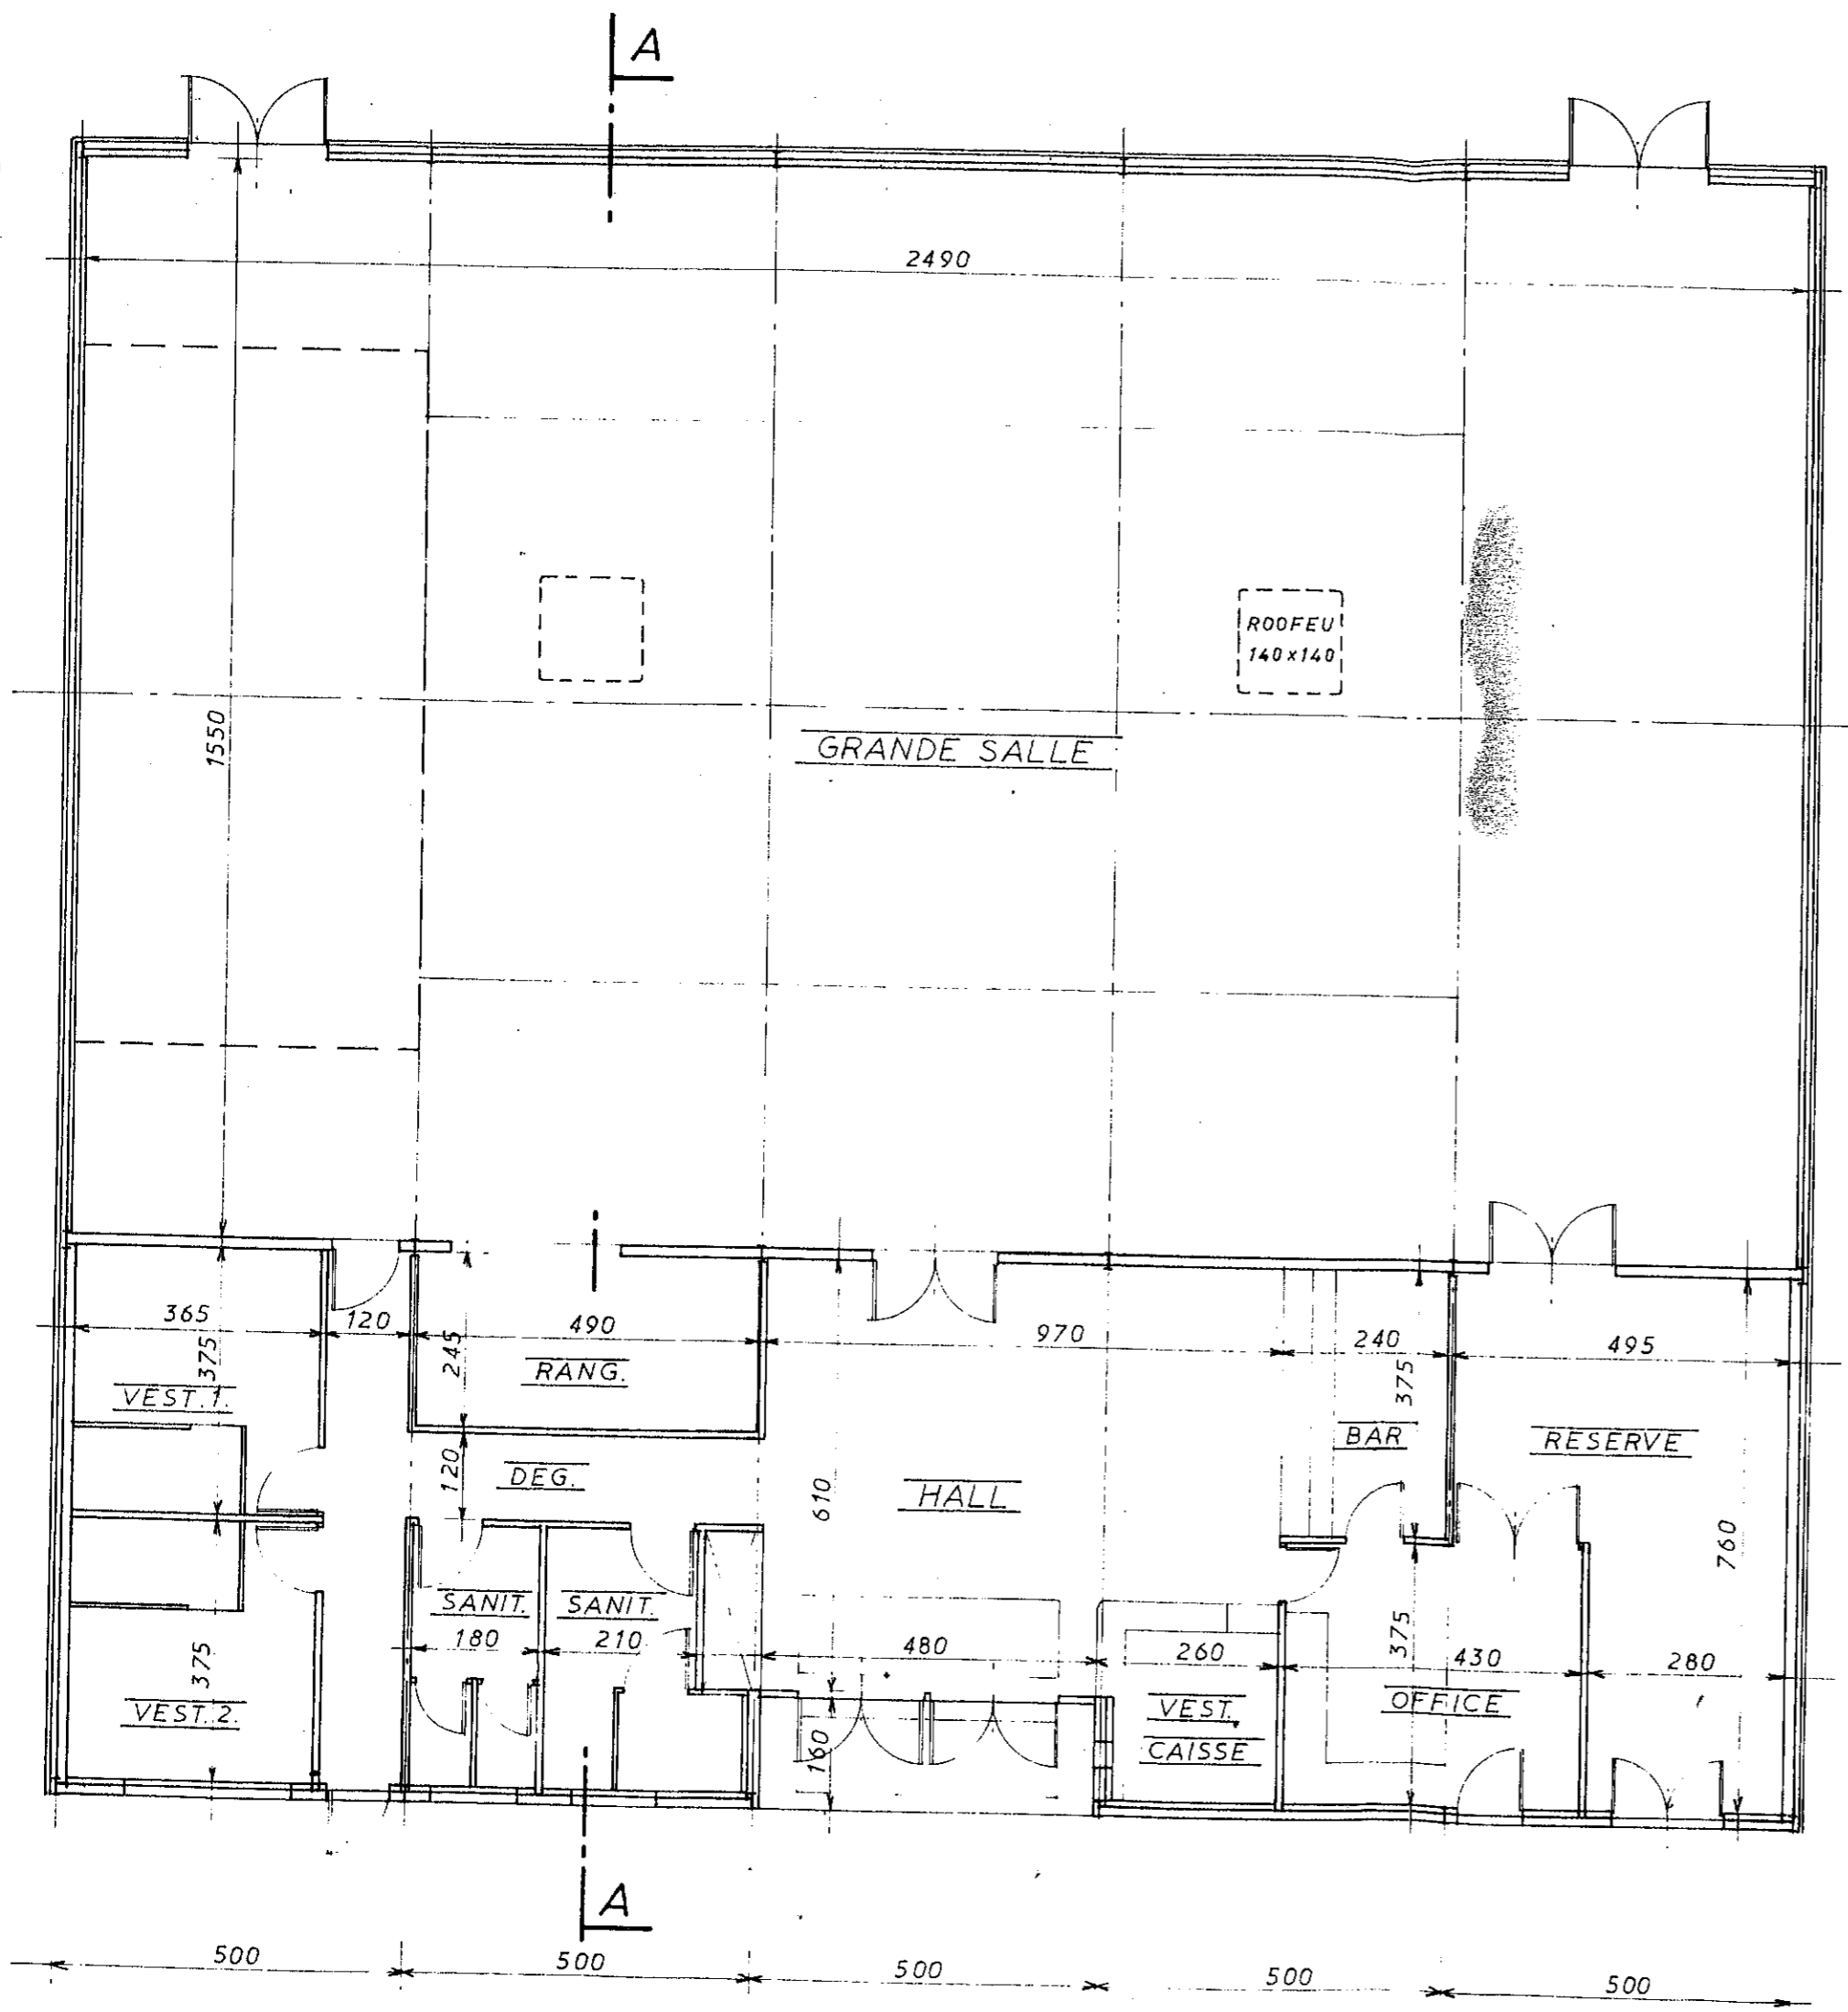 A
2490
ROOFEU
140x140
1550
GRANDE SALLE
365
120
490
970
240
495
375
245
375
VEST.1.
RANG.
BAR
RESERVE
120
DEG.
610
HALL
760
SANIT.
SANIT.
180
210
480
260
375
430
280
375
VEST.2.
VEST.
OFFICE
160
CAISSE
A
500
500
500
500
500